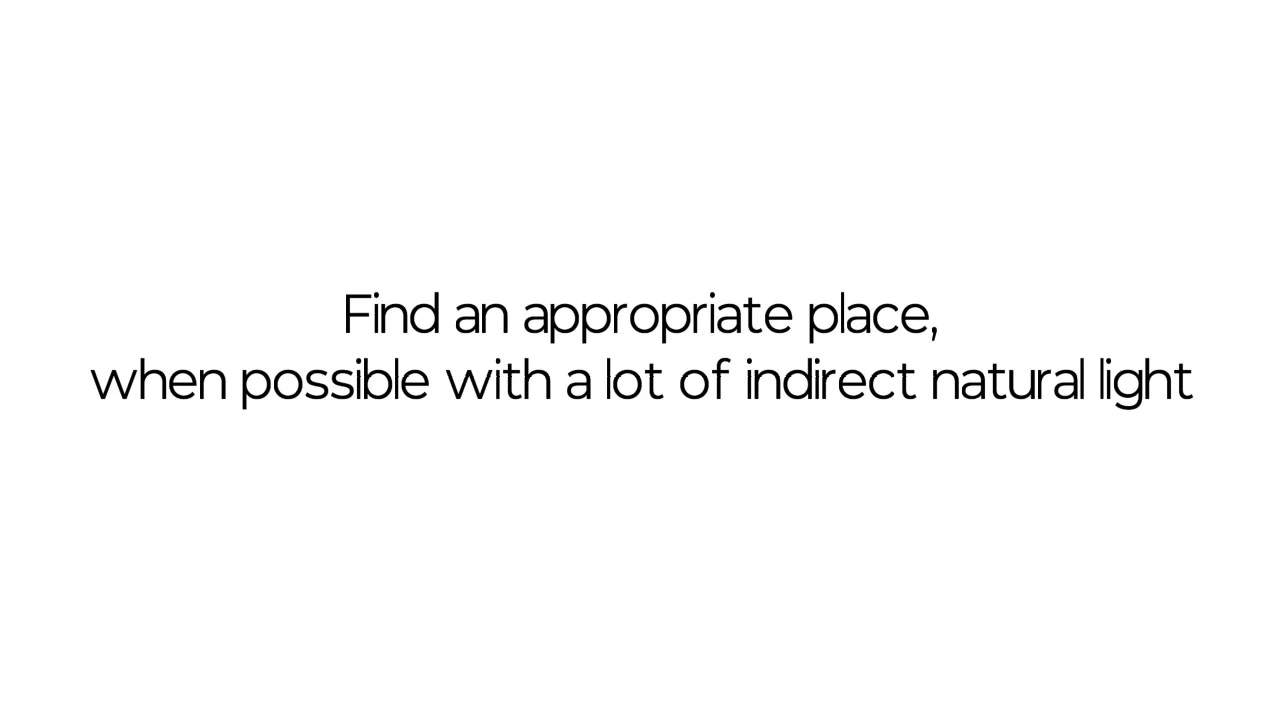 Find an appropriate place,
when possible with a lot of indirect natural light